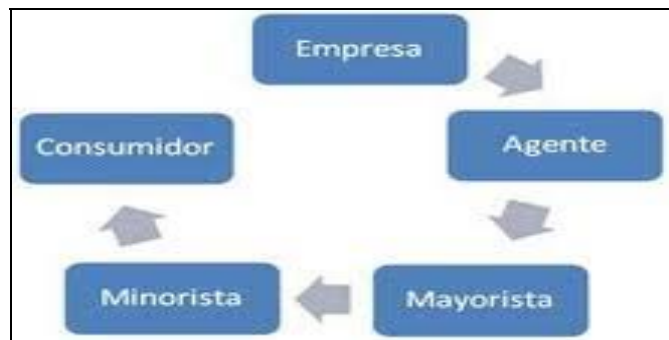 Empresa
Agente
Mayorista
Minorista
Consumidor